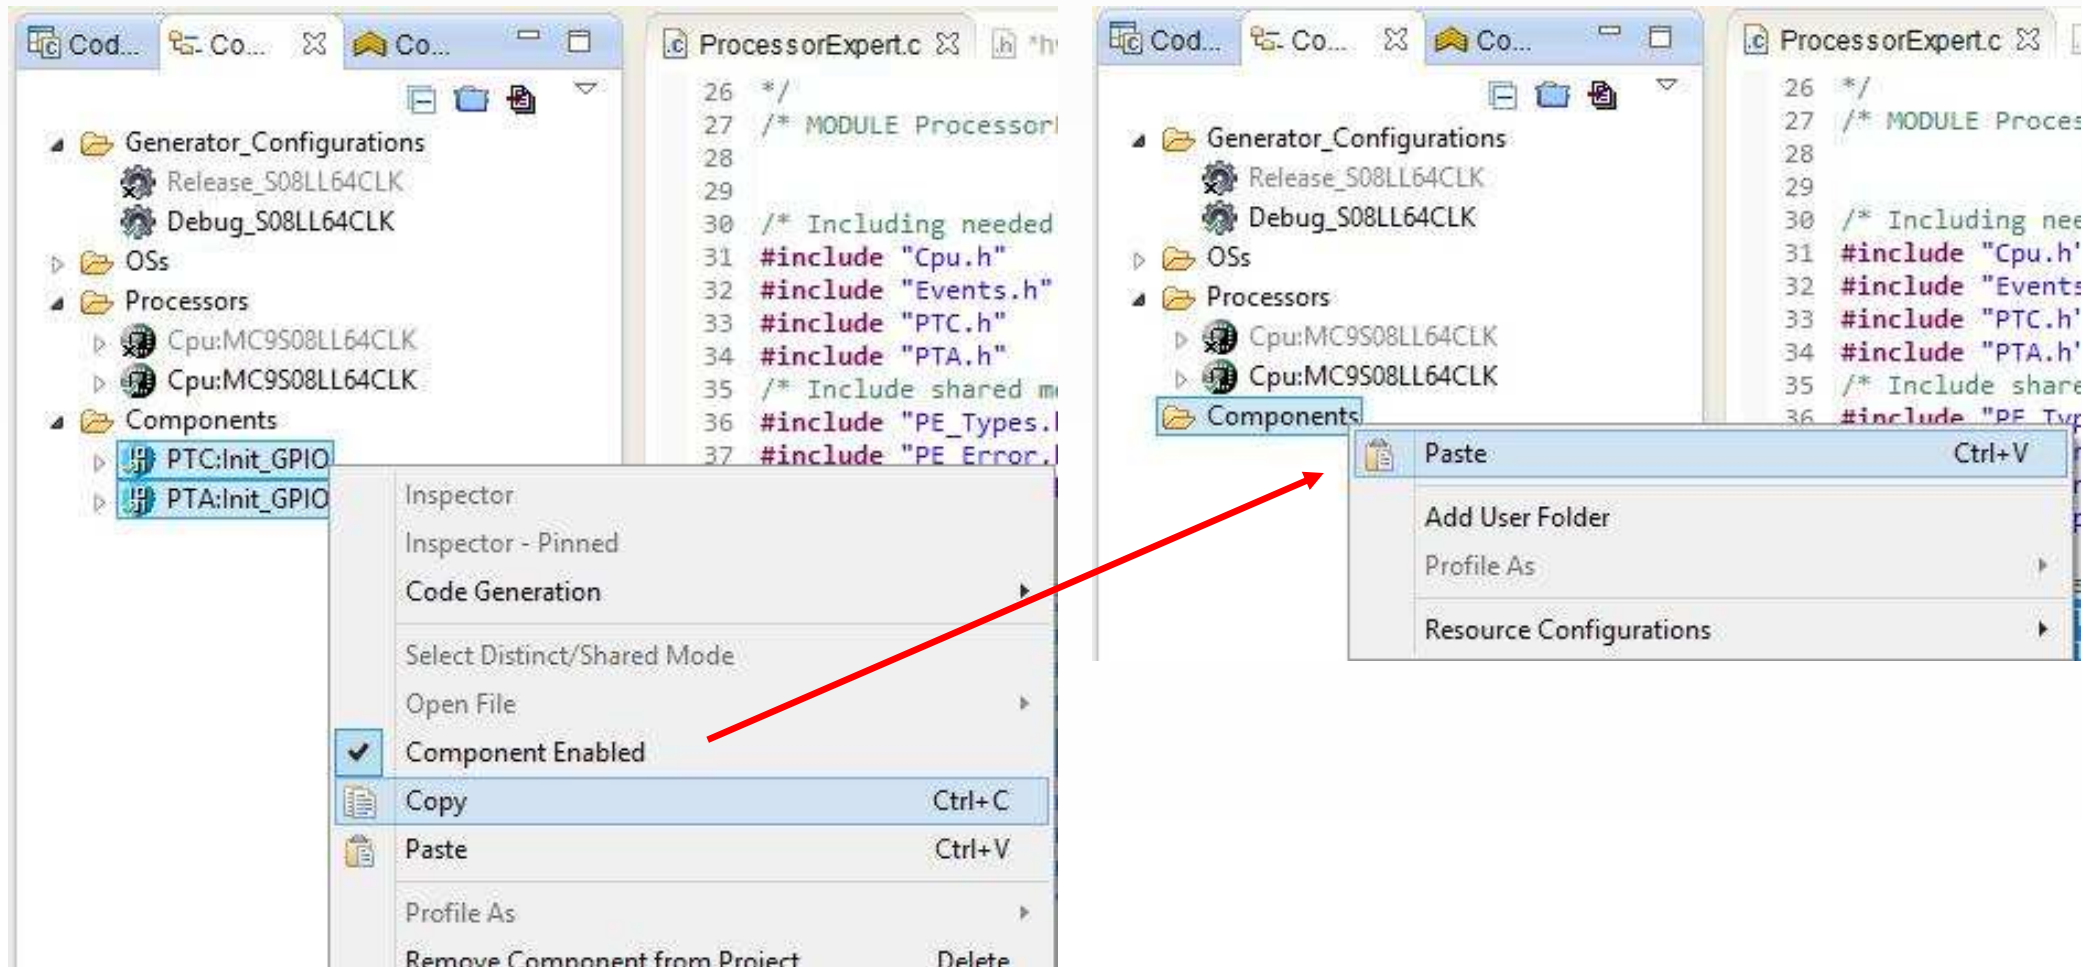 Cod... Co... Co...
Generator_Configurations
Release_S08LL64CLK
Debug_S08LL64CLK
OSs
Processors
Cpu:MC9S08LL64CLK
Cpu:MC9S08LL64CLK
Components
PTC:Init_GPIO
PTA:Init_GPIO
ProcessorExpert.c
26 */
27 /* MODULE Processor
28
29
30 /* Including needed
31 #include "Cpu.h"
32 #include "Events.h"
33 #include "PTC.h"
34 #include "PTA.h"
35 /* Include shared
36 #include "PE_Types.
37 #include "PE_Error.
Inspector
Inspector - Pinned
Code Generation
Select Distinct/Shared Mode
Open File
Component Enabled
Copy Ctrl+C
Paste Ctrl+V
Profile As
Remove Component from Project Delete
Cod... Co... Co...
Generator_Configurations
Release_S08LL64CLK
Debug_S08LL64CLK
OSs
Processors
Cpu:MC9S08LL64CLK
Cpu:MC9S08LL64CLK
Components
ProcessorExpert.c
26 */
27 /* MODULE Proces
28
29
30 /* Including nee
31 #include "Cpu.h"
32 #include "Events
33 #include "PTC.h"
34 #include "PTA.h"
35 /* Include share
36 #include "PE_Typ
Paste Ctrl+V
Add User Folder
Profile As
Resource Configurations